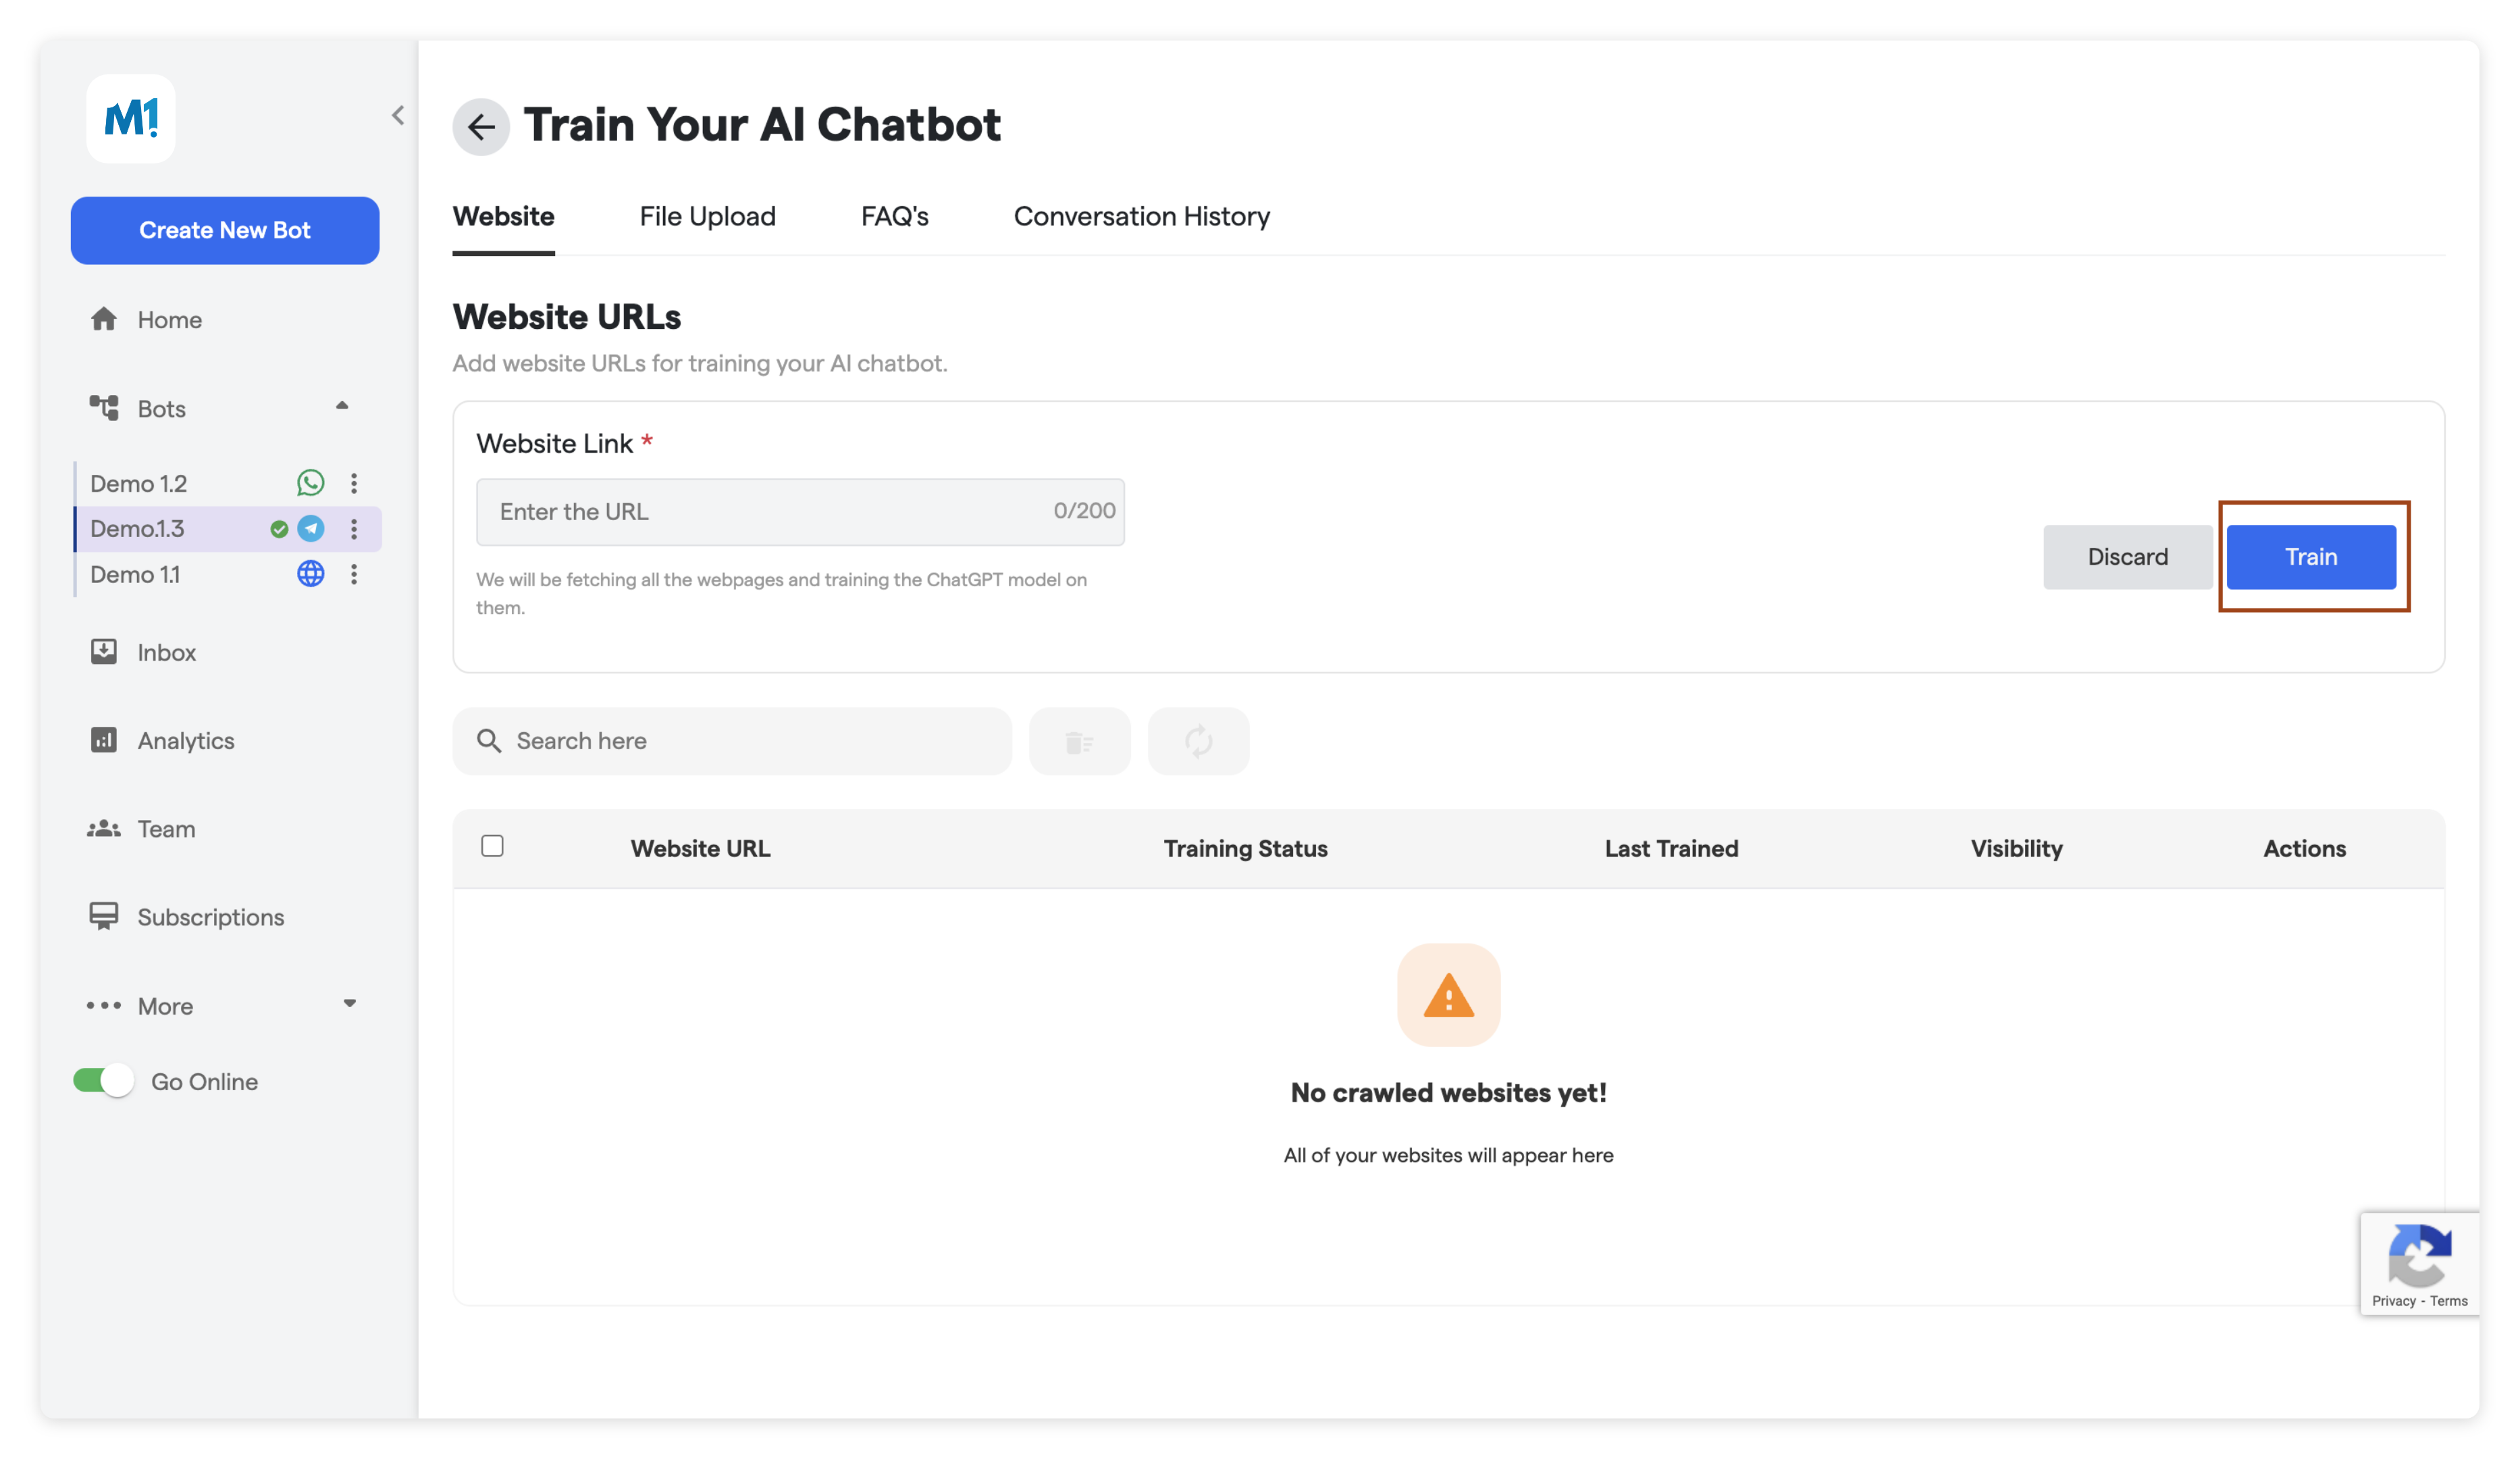 M1
Create New Bot
Home
Bots
Demo 1.2
Demo.1.3
Demo 1.1
Inbox
Analytics
Team
Subscriptions
More
Go Online
Train Your AI Chatbot
Website File Upload FAQ's Conversation History
Website URLs
Add website URLs for training your AI chatbot.
Website Link *
Enter the URL 0/200
We will be fetching all the webpages and training the ChatGPT model on
them.
Discard Train
Search here
Website URL Training Status Last Trained Visibility Actions
No crawled websites yet!
All of your websites will appear here
Privacy - Terms